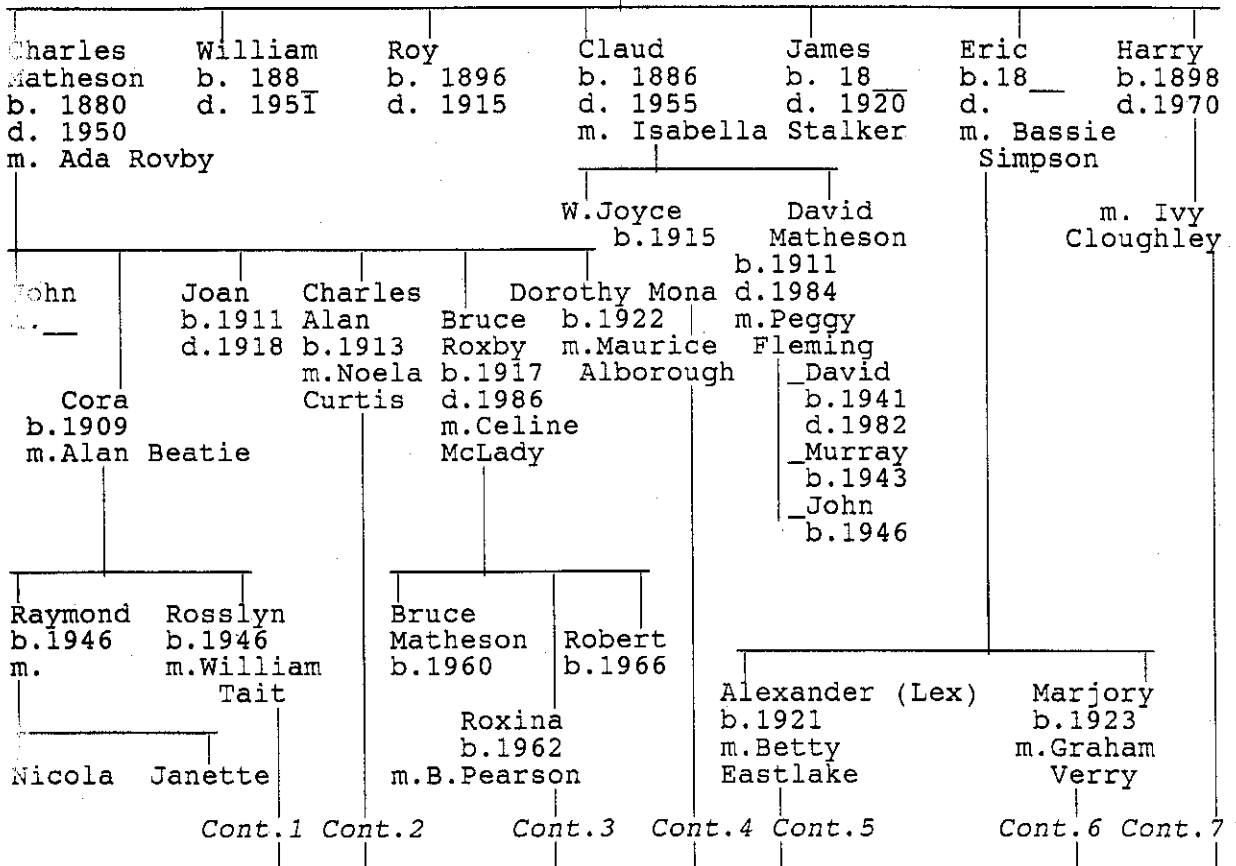 Charles William Roy Claud James Eric Harry
Matheson b. 188_ b. 1896 b. 1886 b. 18__ b.18__ b.1898
b. 1880 d. 1951 d. 1915 d. 1955 d. 1920 d. d.1970
d. 1950 m. Isabella Stalker m. Bassie
m. Ada Rovby Simpson
W.Joyce David m. Ivy
b.1915 Matheson Cloughley
b.1911
John Joan Charles Dorothy Mona d.1984
__ b.1911 Alan Bruce b.1922 m.Peggy
d.1918 b.1913 Roxby m.Maurice Fleming
m.Noela b.1917 Alborough _David
Cora Curtis d.1986 b.1941
b.1909 m.Celine d.1982
m.Alan Beatie McLady _Murray
b.1943
_John
b.1946
Raymond Rosslyn Bruce
b.1946 b.1946 Matheson Robert
m. m.William b.1960 b.1966
Tait Alexander (Lex) Marjory
Roxina b.1921 b.1923
b.1962 m.Betty m.Graham
Nicola Janette m.B.Pearson Eastlake Verry
Cont.1 Cont.2 Cont.3 Cont.4 Cont.5 Cont.6 Cont.7